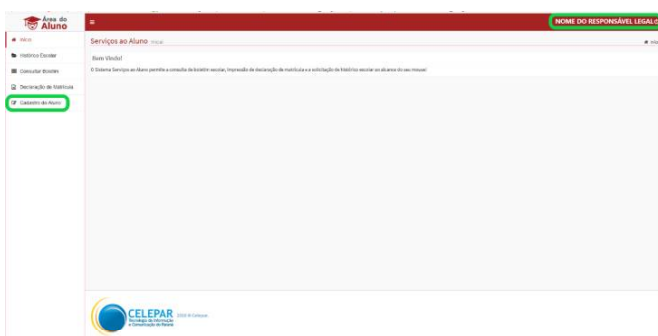 Área do
Aluno
NOME DO RESPONSÁVEL LEGAL
Início
Histórico Escolar
Consultar Boletim
Declaração de Matrícula
Cadastro do Aluno
Serviços ao Aluno Inicial
Bem Vindo!
O Sistema Serviços ao Aluno permite a consulta de boletim escolar, impressão de declaração de matrícula e a solicitação de histórico escolar ao alcance do seu mouse!
CELEPAR
Tecnologia da Informação
e Comunicação do Paraná
© Celepar